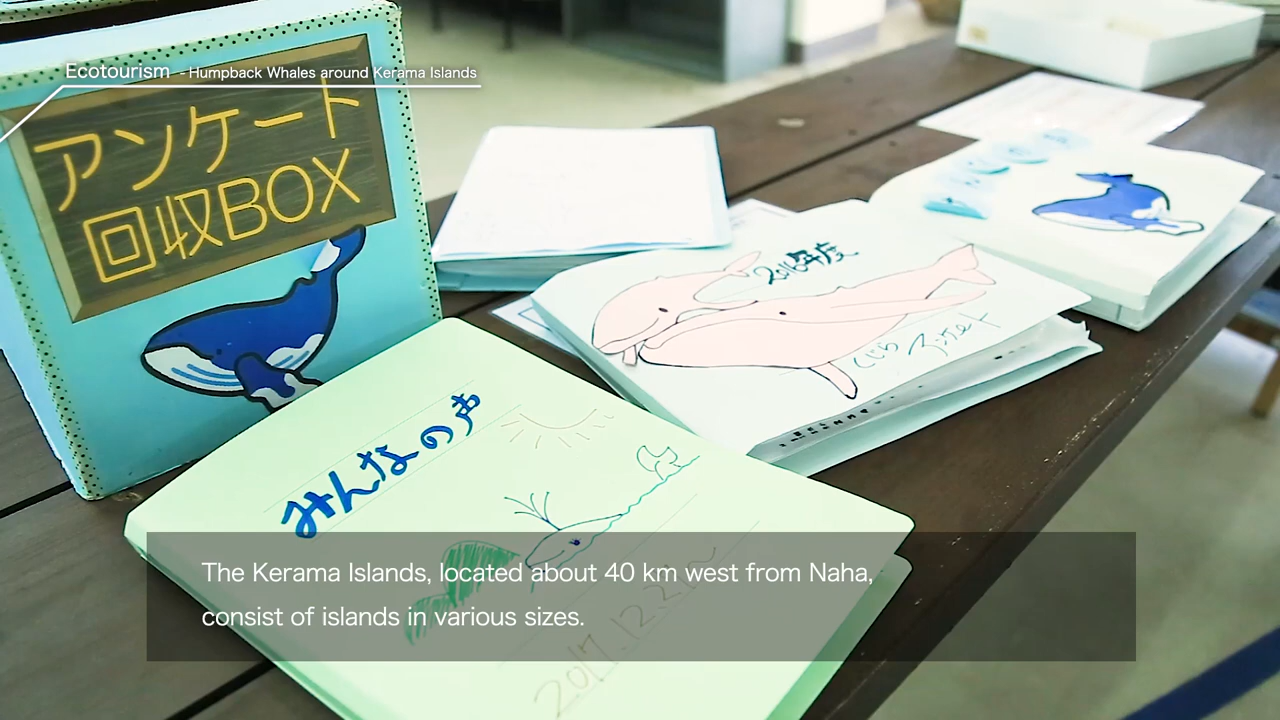 Ecotourism - Humpback Whales around Kerama Islands
アンケート
回収BOX
2016年度
くじら
アンケート
みんなの声
2017.12.21〜
The Kerama Islands, located about 40 km west from Naha,
consist of islands in various sizes.